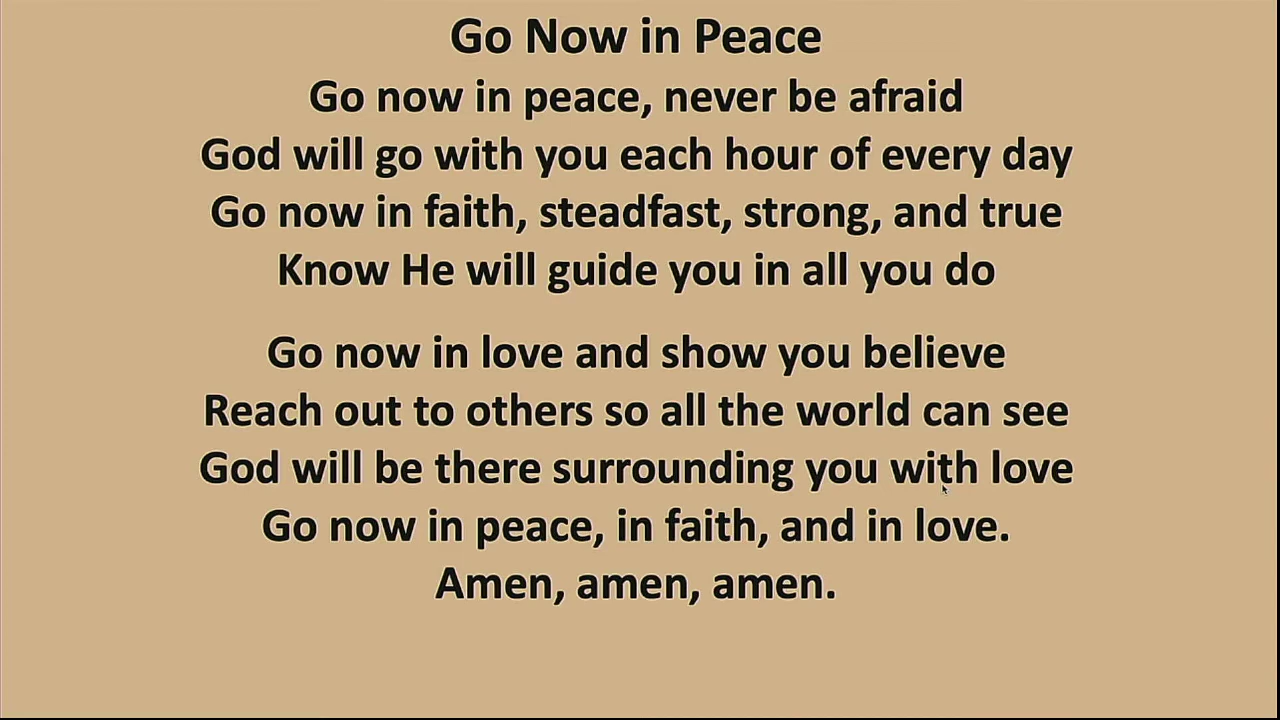 Go Now in Peace
Go now in peace, never be afraid
God will go with you each hour of every day
Go now in faith, steadfast, strong, and true
Know He will guide you in all you do
Go now in love and show you believe
Reach out to others so all the world can see
God will be there surrounding you with love
Go now in peace, in faith, and in love.
Amen, amen, amen.